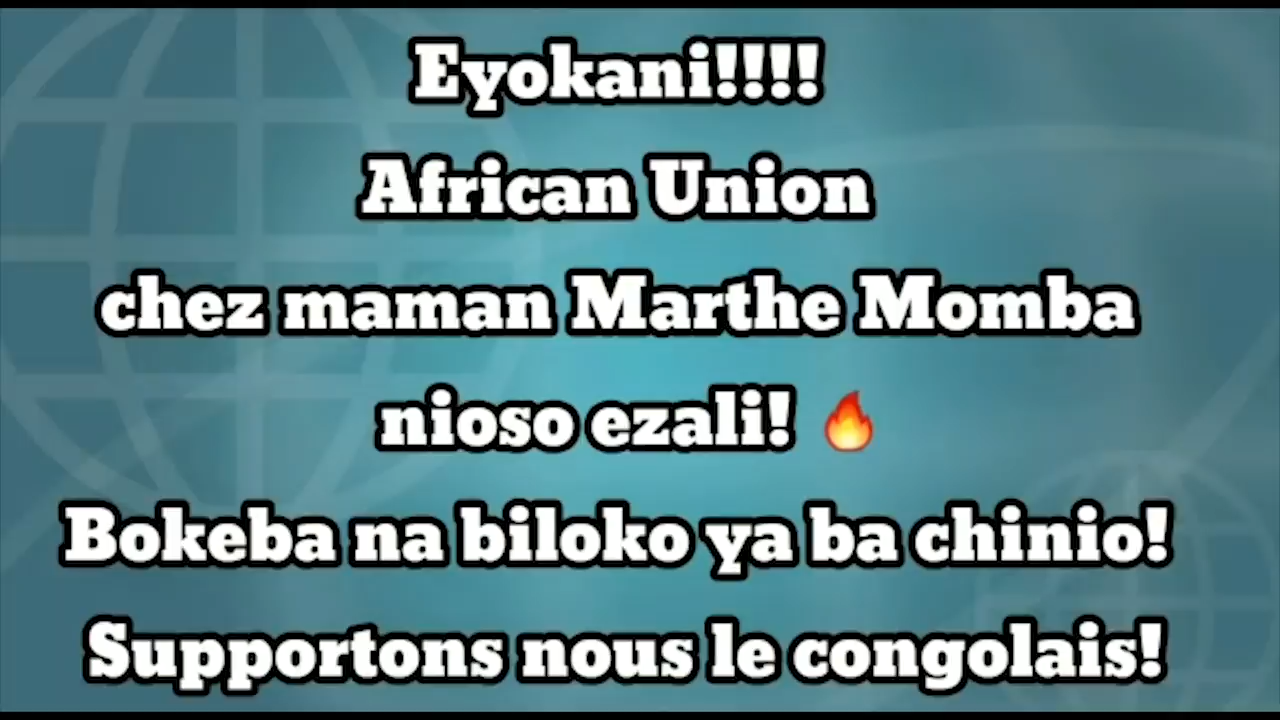 Eyokani!!!!
African Union
chez maman Marthe Momba
nioso ezali! 🔥
Bokeba na biloko ya ba chinio!
Supportons nous le congolais!